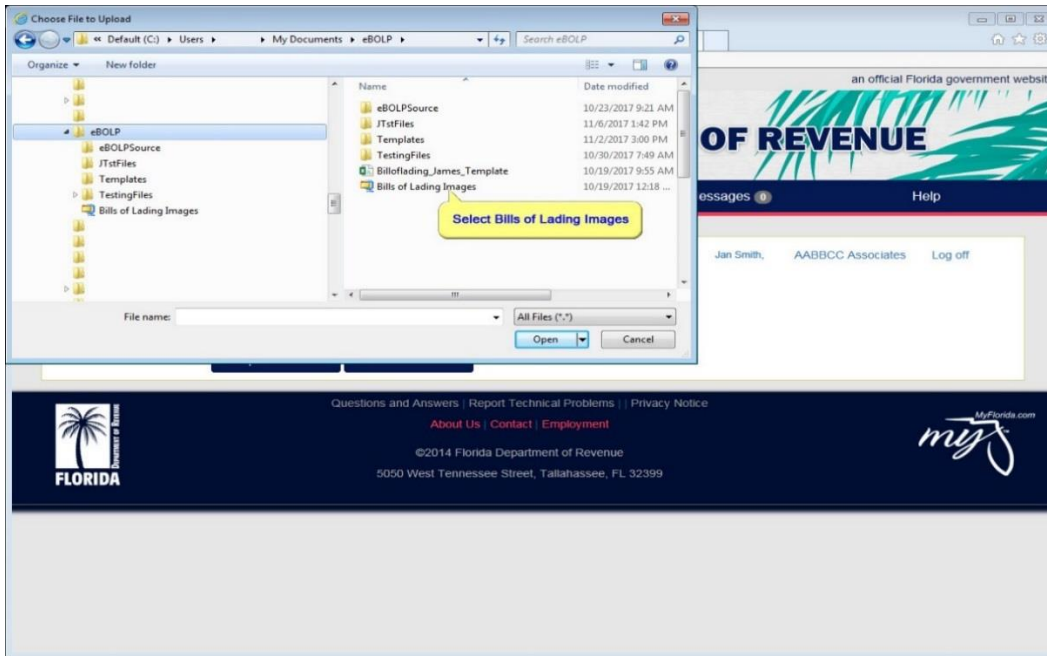 Choose File to Upload
« Default (C:) ▸ Users ▸ ▸ My Documents ▸ eBOLP ▸
Search eBOLP
Organize ▾ New folder
eBOLP
eBOLPSource
JTstFiles
Templates
TestingFiles
Bills of Lading Images
Name Date modified
eBOLPSource 10/23/2017 9:21 AM
JTstFiles 11/6/2017 1:42 PM
Templates 11/2/2017 3:00 PM
TestingFiles 10/30/2017 7:49 AM
Billoflading_James_Template 10/19/2017 9:55 AM
Bills of Lading Images 10/19/2017 12:18 ...
Select Bills of Lading Images
File name: All Files (*.*)
Open Cancel
an official Florida government websit
OF REVENUE
essages 0 Help
Jan Smith, AABBCC Associates Log off
Questions and Answers | Report Technical Problems | | Privacy Notice
About Us | Contact | Employment
©2014 Florida Department of Revenue
5050 West Tennessee Street, Tallahassee, FL 32399
DEPARTMENT OF REVENUE
FLORIDA
MyFlorida.com
my